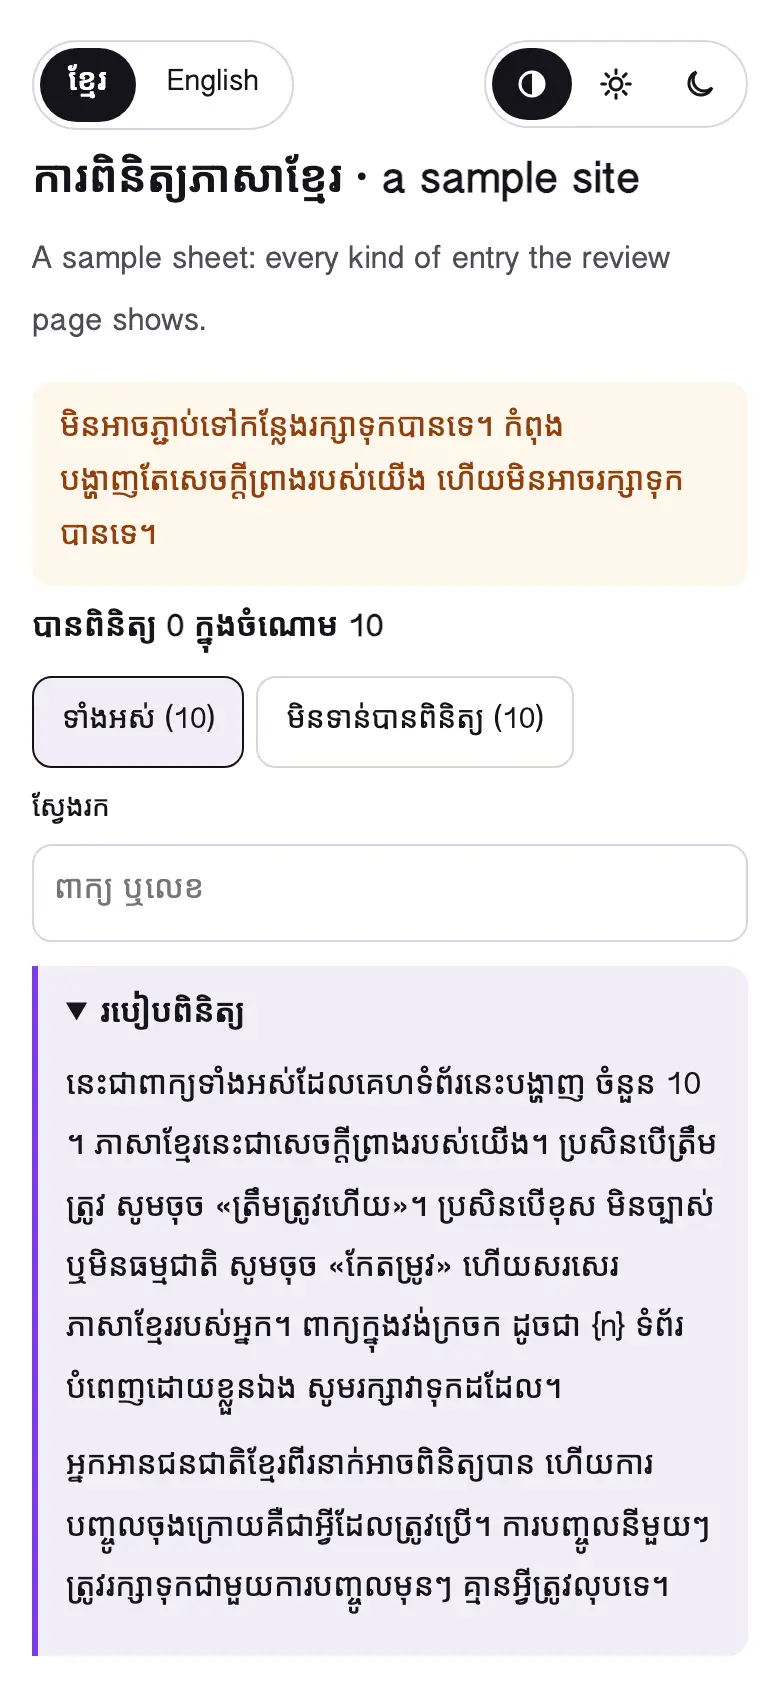 ខ្មែរ English
ការពិនិត្យភាសាខ្មែរ · a sample site
A sample sheet: every kind of entry the review
page shows.
មិនអាចភ្ជាប់ទៅកន្លែងរក្សាទុកបានទេ។ កំពុង
បង្ហាញតែសេចក្តីព្រាងរបស់យើង ហើយមិនអាចរក្សាទុក
បានទេ។
បានពិនិត្យ 0 ក្នុងចំណោម 10
ទាំងអស់ (10) មិនទាន់បានពិនិត្យ (10)
ស្វែងរក
ពាក្យ ឬលេខ
▼ របៀបពិនិត្យ
នេះជាពាក្យទាំងអស់ដែលគេហទំព័រនេះបង្ហាញ ចំនួន 10
។ ភាសាខ្មែរនេះជាសេចក្តីព្រាងរបស់យើង។ ប្រសិនបើត្រឹម
ត្រូវ សូមចុច «ត្រឹមត្រូវហើយ»។ ប្រសិនបើខុស មិនច្បាស់
ឬមិនធម្មជាតិ សូមចុច «កែតម្រូវ» ហើយសរសេរ
ភាសាខ្មែររបស់អ្នក។ ពាក្យក្នុងវង់ក្រចក ដូចជា {n} ទំព័រ
បំពេញដោយខ្លួនឯង សូមរក្សាវាទុកដដែល។
អ្នកអានជនជាតិខ្មែរពីរនាក់អាចពិនិត្យបាន ហើយការ
បញ្ចូលចុងក្រោយគឺជាអ្វីដែលត្រូវប្រើ។ ការបញ្ចូលនីមួយៗ
ត្រូវរក្សាទុកជាមួយការបញ្ចូលមុនៗ គ្មានអ្វីត្រូវលុបទេ។